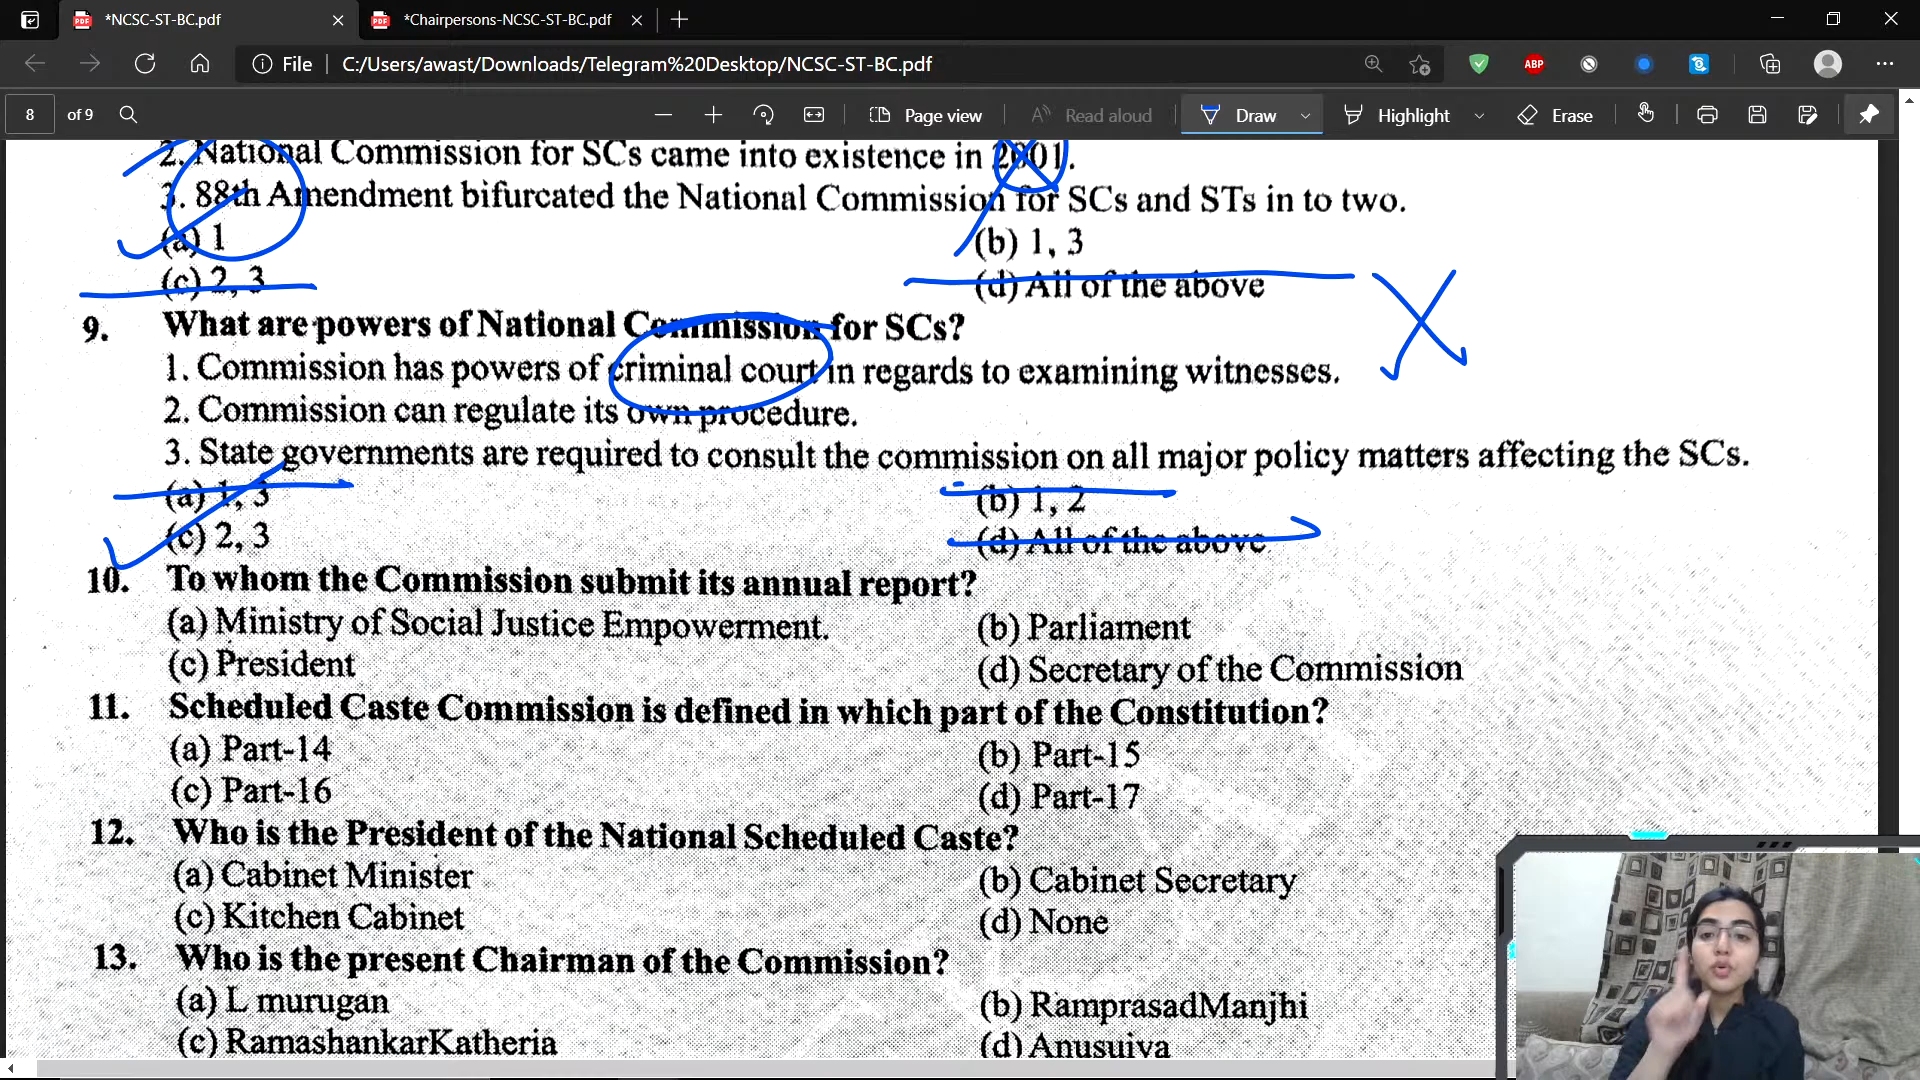 *NCSC-ST-BC.pdf
*Chairpersons-NCSC-ST-BC.pdf
File
C:/Users/awast/Downloads/Telegram%20Desktop/NCSC-ST-BC.pdf
ABP
8 of 9
Page view
Read aloud
Draw
Highlight
Erase
2. National Commission for SCs came into existence in 2001.
3. 88th Amendment bifurcated the National Commission for SCs and STs in to two.
(a) 1 (b) 1, 3
(c) 2, 3 (d) All of the above
9. What are powers of National Commission for SCs?
1. Commission has powers of criminal court in regards to examining witnesses.
2. Commission can regulate its own procedure.
3. State governments are required to consult the commission on all major policy matters affecting the SCs.
(a) 1, 3 (b) 1, 2
(c) 2, 3 (d) All of the above
10. To whom the Commission submit its annual report?
(a) Ministry of Social Justice Empowerment. (b) Parliament
(c) President (d) Secretary of the Commission
11. Scheduled Caste Commission is defined in which part of the Constitution?
(a) Part-14 (b) Part-15
(c) Part-16 (d) Part-17
12. Who is the President of the National Scheduled Caste?
(a) Cabinet Minister (b) Cabinet Secretary
(c) Kitchen Cabinet (d) None
13. Who is the present Chairman of the Commission?
(a) L murugan (b) RamprasadManjhi
(c) RamashankarKatheria (d) Anusuiya